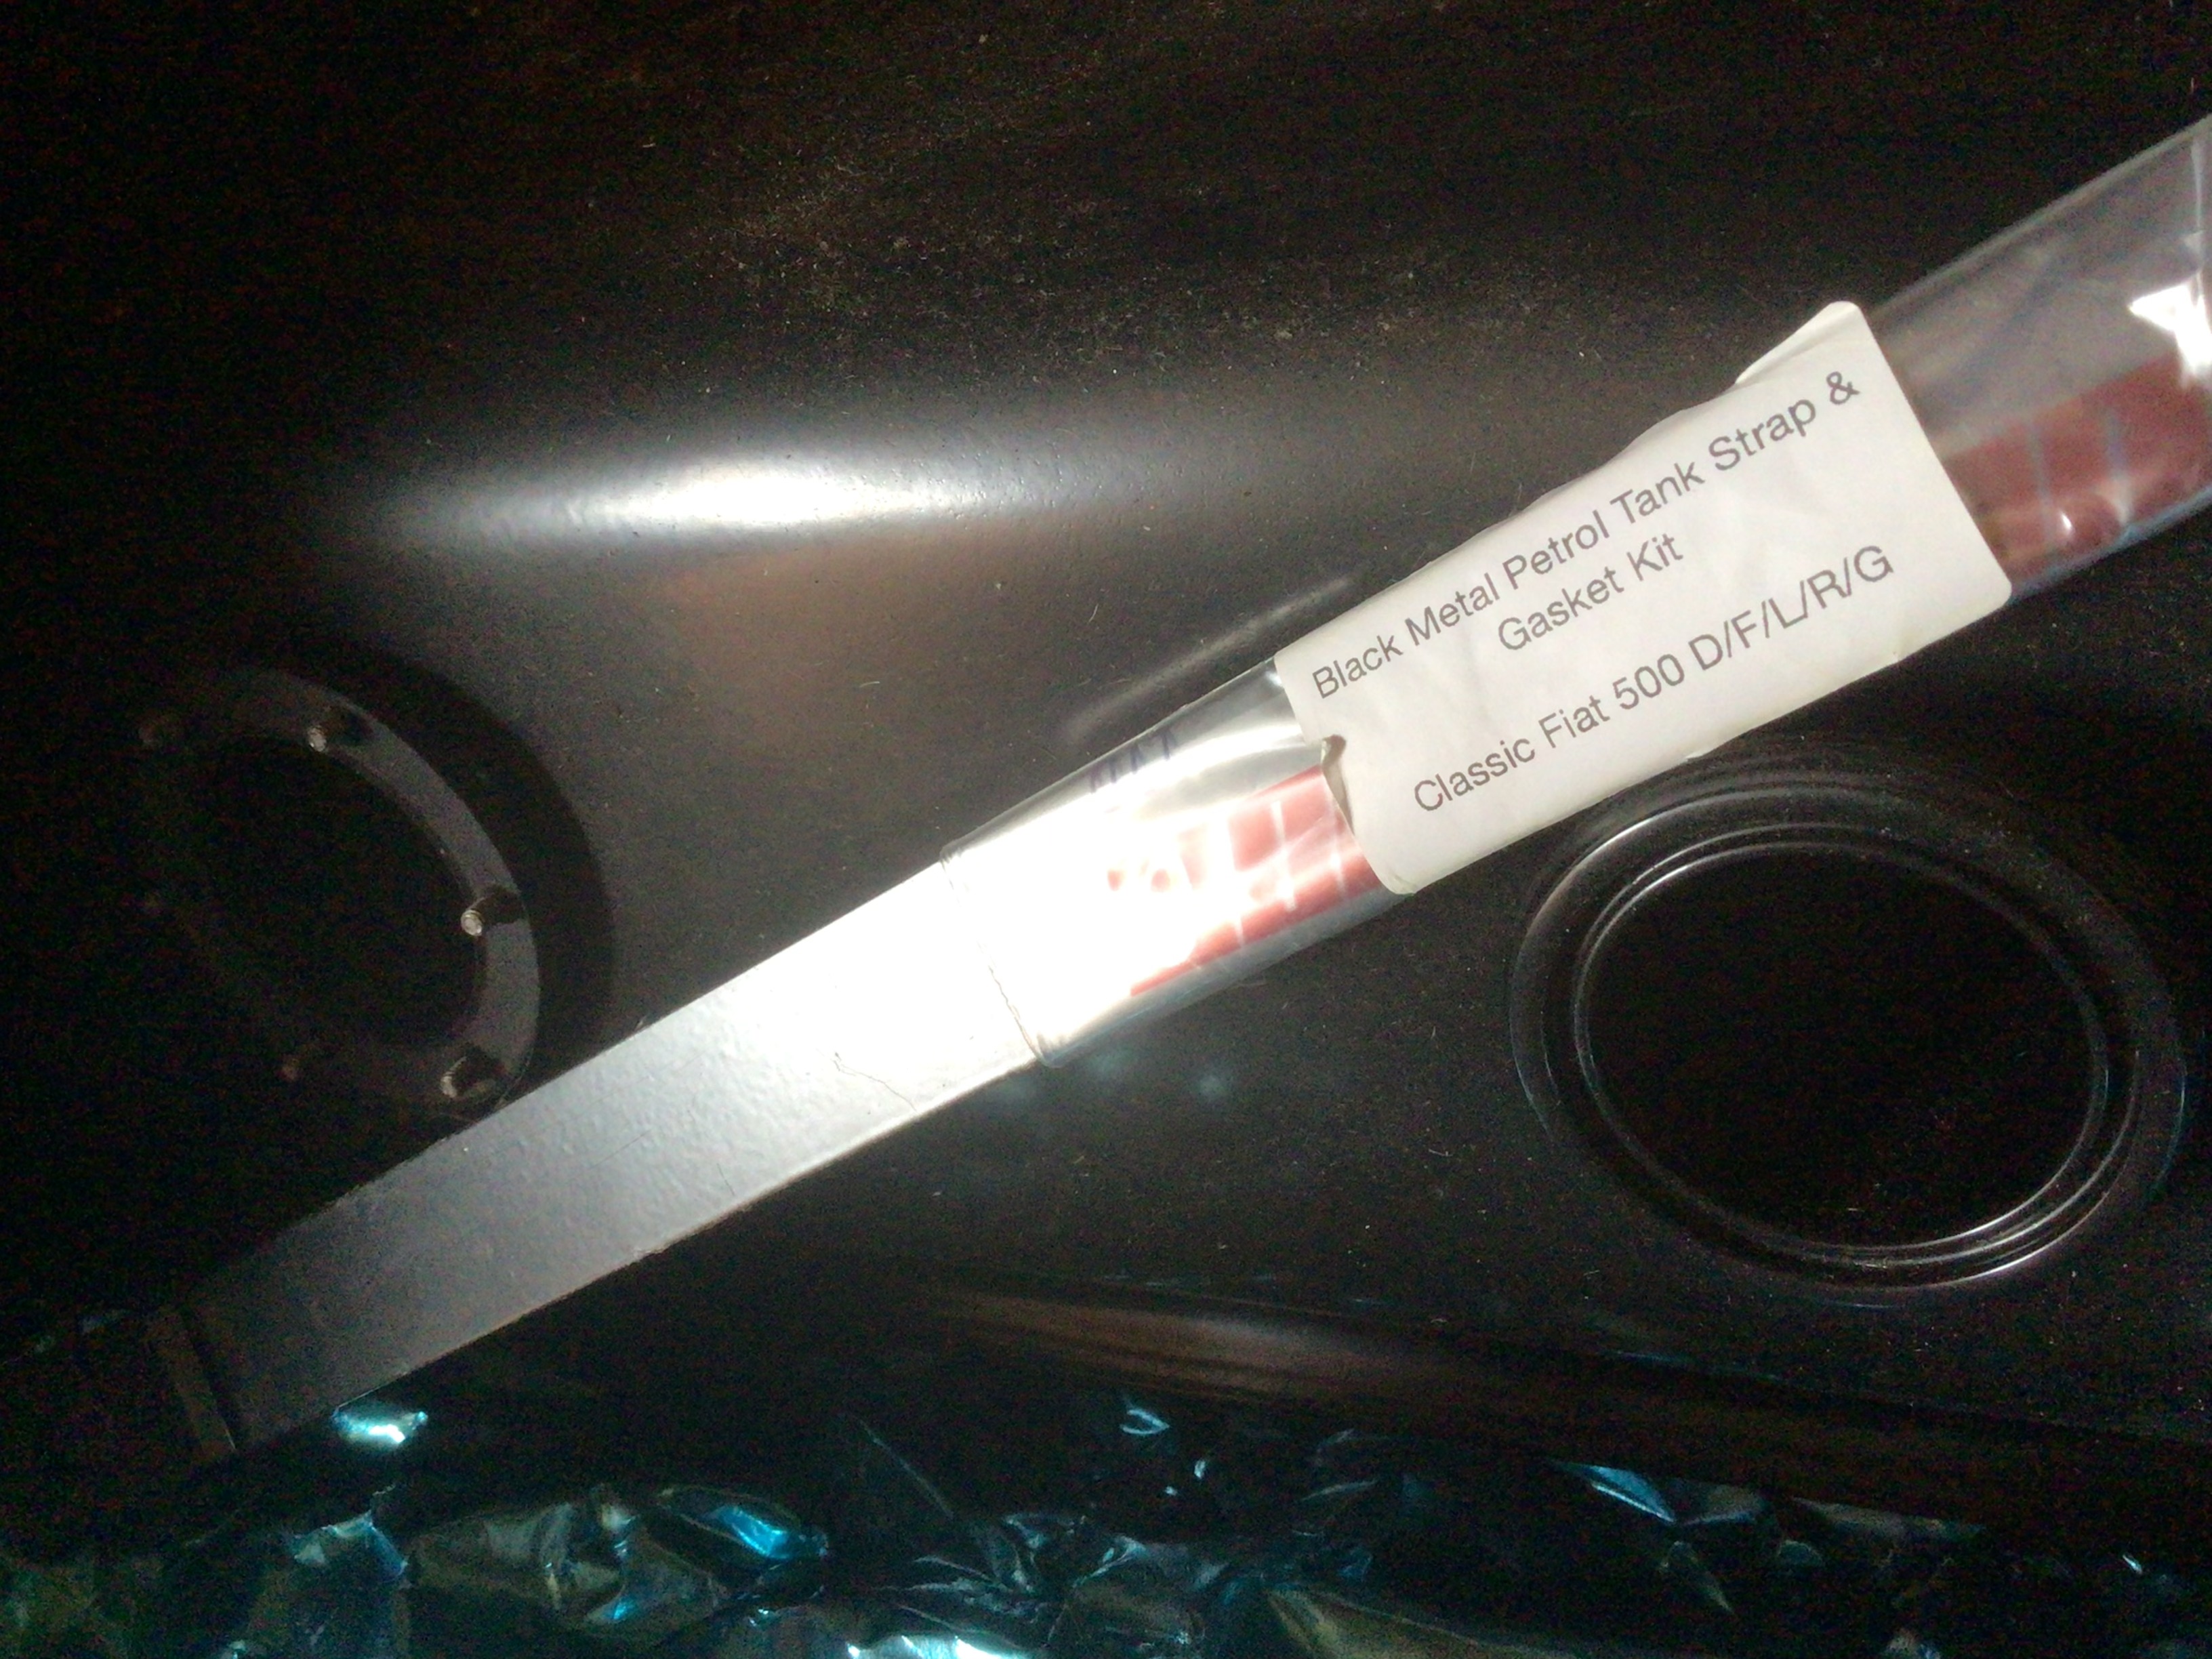 Black Metal Petrol Tank Strap &
Gasket Kit
Classic Fiat 500 D/F/L/R/G